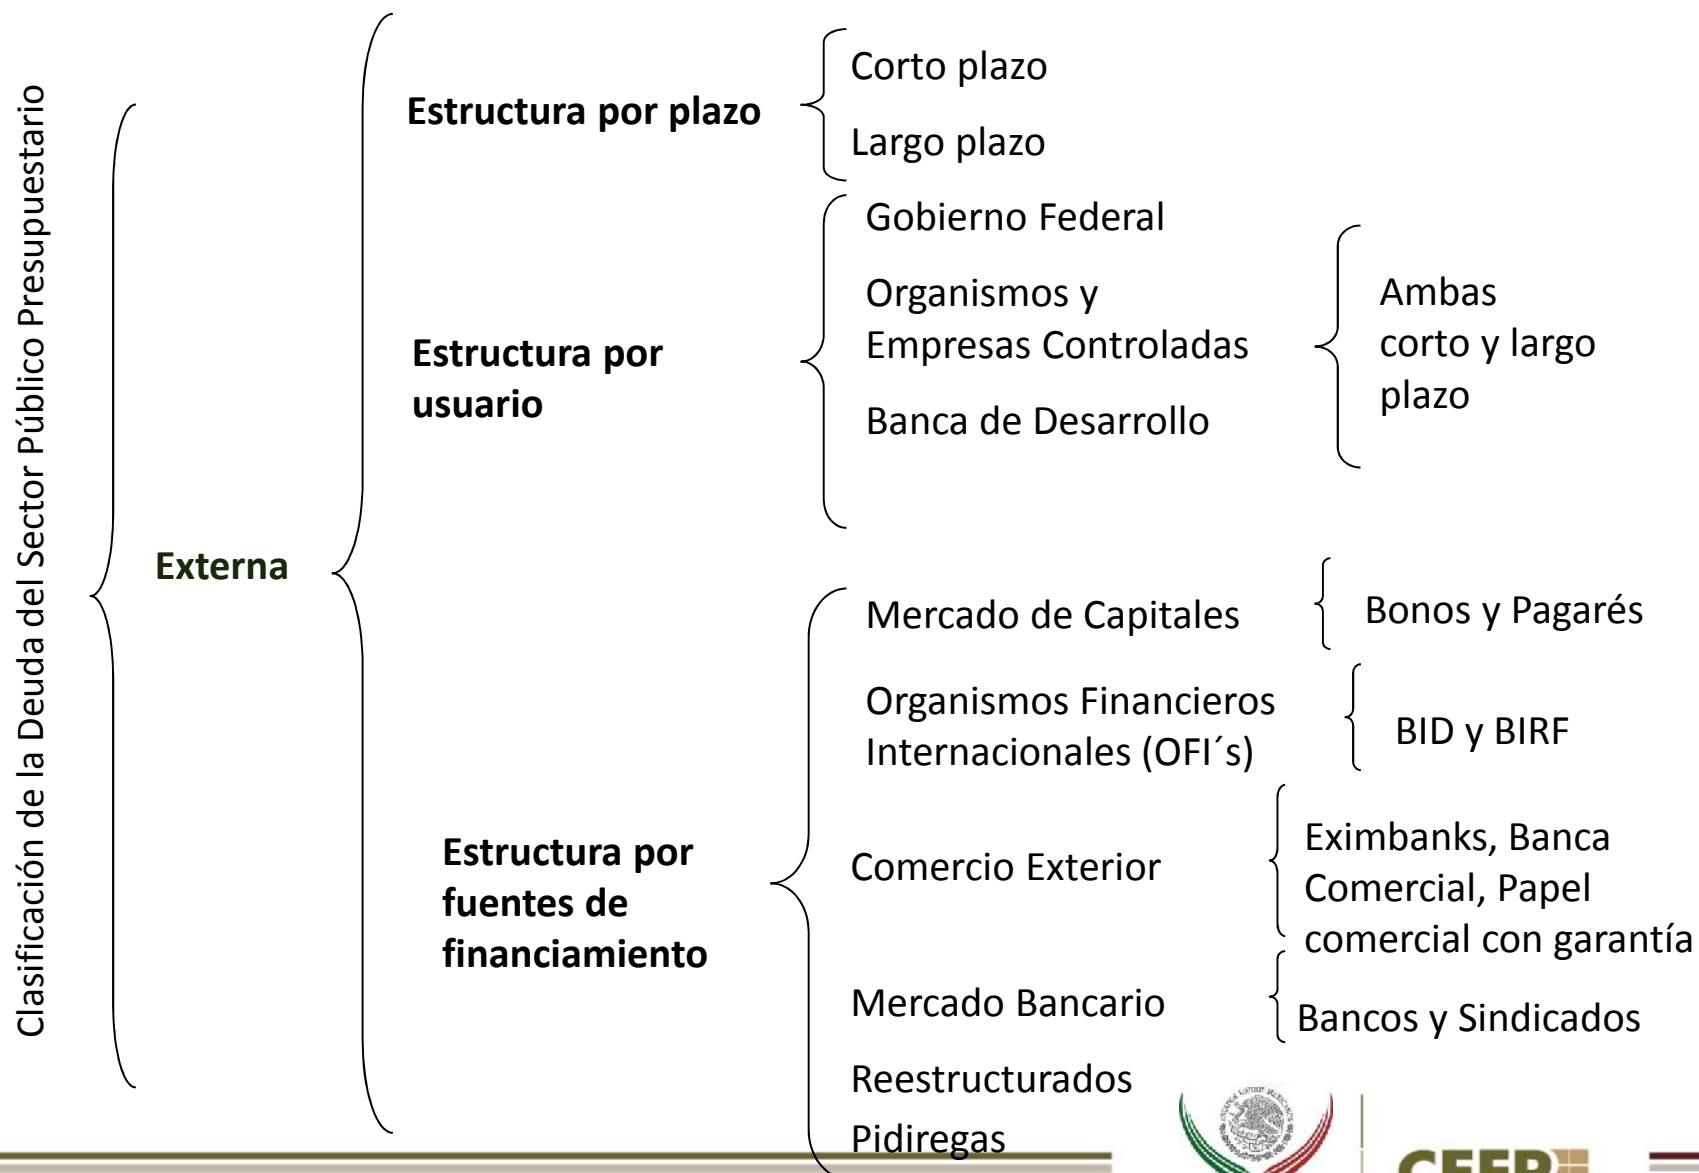 Clasificación de la Deuda del Sector Público Presupuestario
Externa
Estructura por plazo
Corto plazo
Largo plazo
Estructura por
usuario
Gobierno Federal
Organismos y
Empresas Controladas
Banca de Desarrollo
Ambas
corto y largo
plazo
Estructura por
fuentes de
financiamiento
Mercado de Capitales
Bonos y Pagarés
Organismos Financieros
Internacionales (OFI´s)
BID y BIRF
Comercio Exterior
Eximbanks, Banca
Comercial, Papel
comercial con garantía
Mercado Bancario
Bancos y Sindicados
Reestructurados
Pidiregas